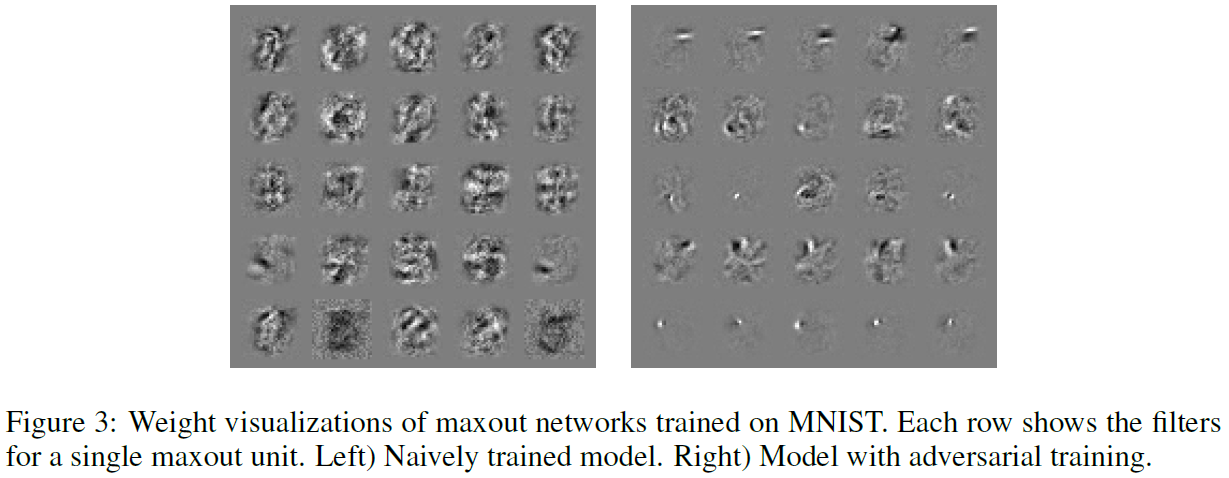 Figure 3: Weight visualizations of maxout networks trained on MNIST. Each row shows the filters
for a single maxout unit. Left) Naively trained model. Right) Model with adversarial training.